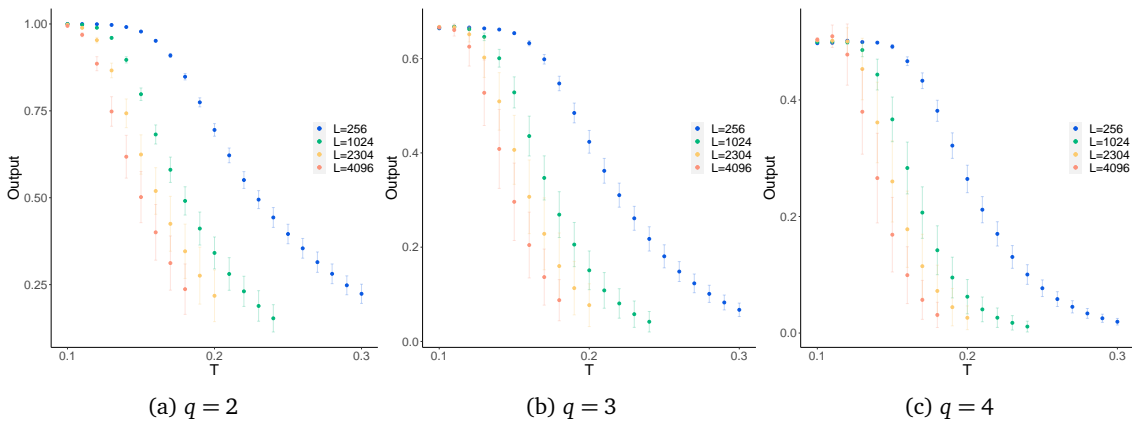 1.00
0.75
0.50
0.25
Output
0.1
0.2
0.3
T
L=256
L=1024
L=2304
L=4096
(a) q = 2
0.6
0.4
0.2
0.0
Output
0.1
0.2
0.3
T
L=256
L=1024
L=2304
L=4096
(b) q = 3
0.4
0.2
0.0
Output
0.1
0.2
0.3
T
L=256
L=1024
L=2304
L=4096
(c) q = 4